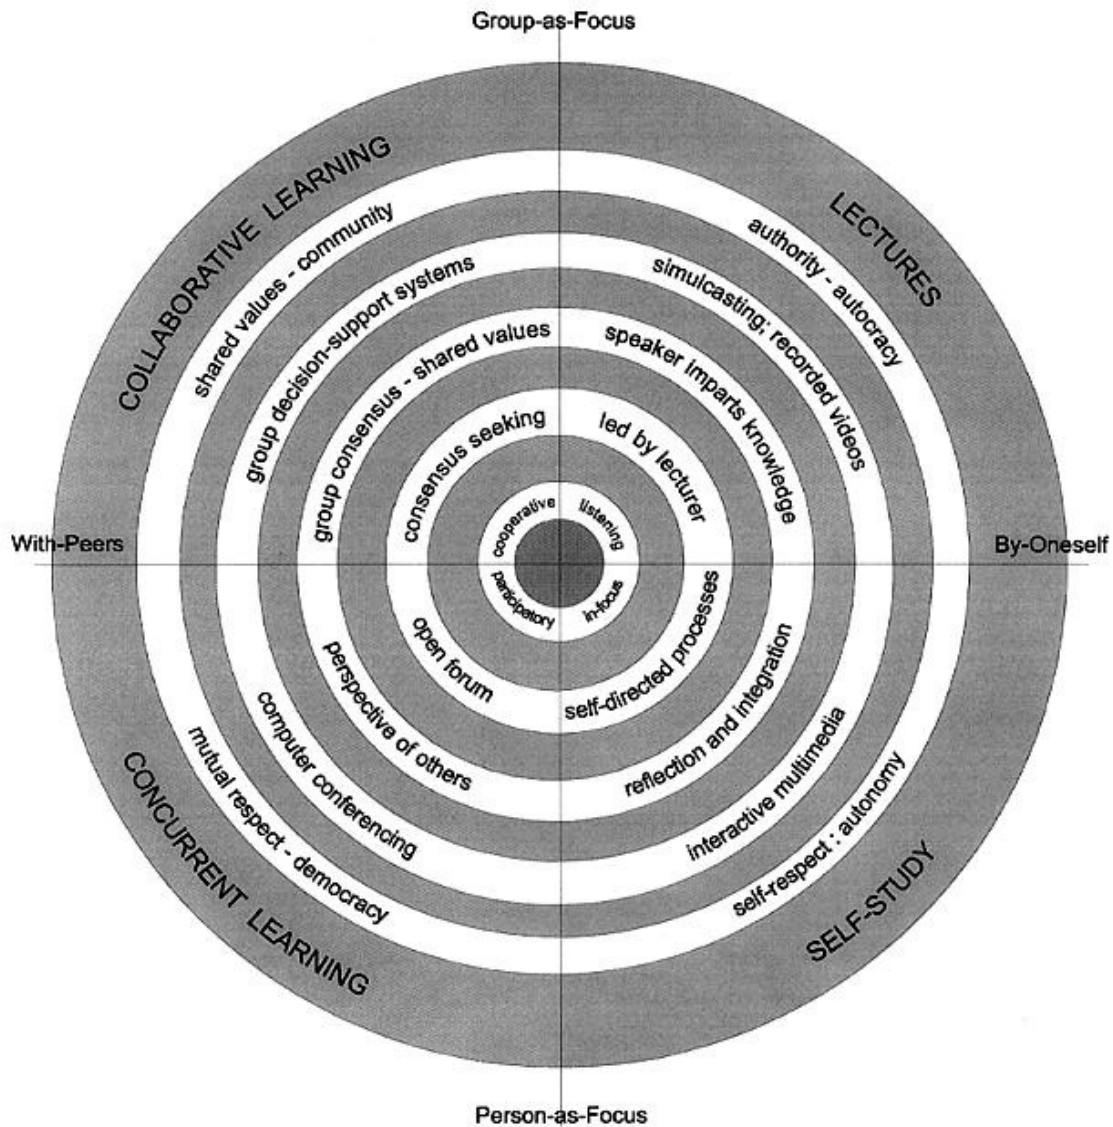 Group-as-Focus
COLLABORATIVE LEARNING
LECTURES
shared values - community
authority - autocracy
group decision-support systems
simulcasting; recorded videos
group consensus - shared values
speaker imparts knowledge
consensus seeking
led by lecturer
cooperative
listening
With-Peers
By-Oneself
participatory
in-focus
open forum
self-directed processes
perspective of others
reflection and integration
computer conferencing
interactive multimedia
mutual respect - democracy
self-respect : autonomy
CONCURRENT LEARNING
SELF-STUDY
Person-as-Focus